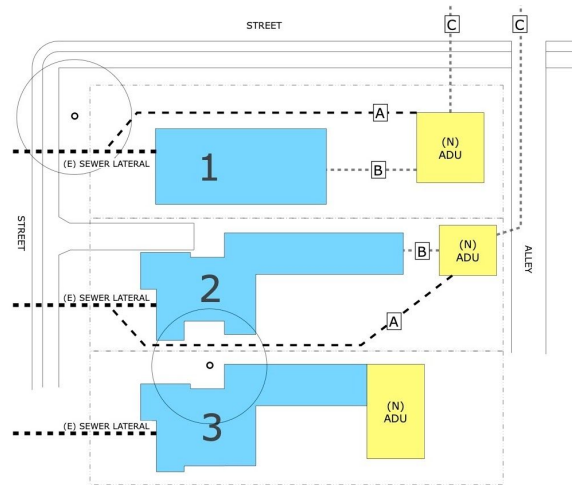 STREET
C
C
A
(N)
ADU
(E) SEWER LATERAL
1
B
STREET
ALLEY
B
(N)
ADU
2
(E) SEWER LATERAL
A
3
(N)
ADU
(E) SEWER LATERAL